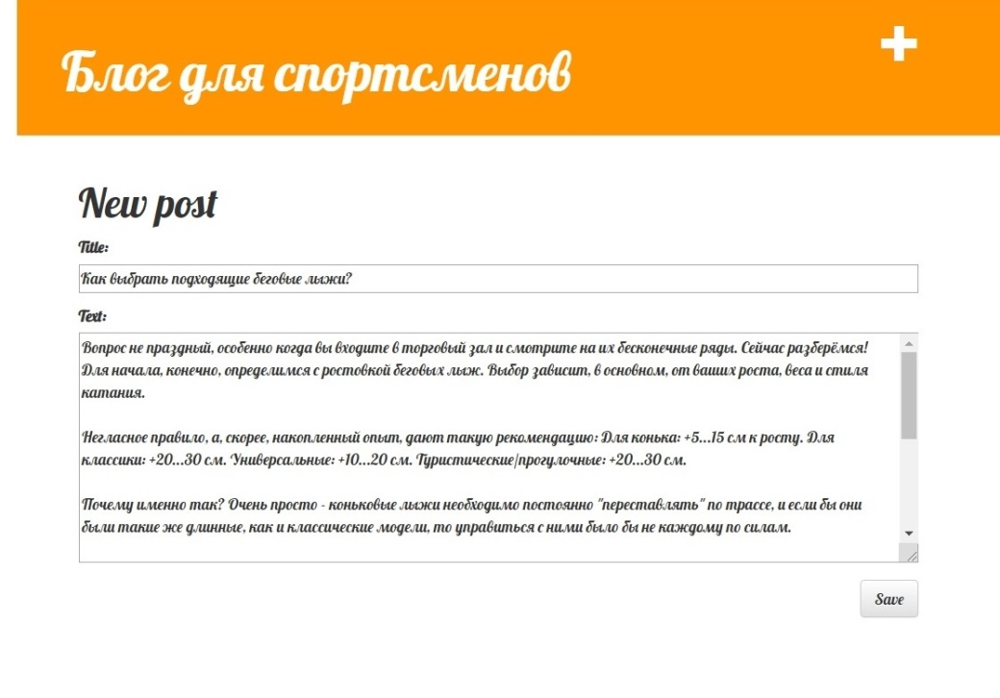 Блог для спортсменов
New post
Title:
Как выбрать подходящие беговые лыжи?
Text:
Вопрос не праздный, особенно когда вы входите в торговый зал и смотрите на их бесконечные ряды. Сейчас разберёмся!
Для начала, конечно, определимся с ростовкой беговых лыж. Выбор зависит, в основном, от ваших роста, веса и стиля
катания.
Негласное правило, а, скорее, накопленный опыт, дают такую рекомендацию: Для конька: +5...15 см к росту. Для
классики: +20...30 см. Универсальные: +10...20 см. Туристические/прогулочные: +20...30 см.
Почему именно так? Очень просто - коньковые лыжи необходимо постоянно "переставлять" по трассе, и если бы они
были такие же длинные, как и классические модели, то управиться с ними было бы не каждому по силам.
Save